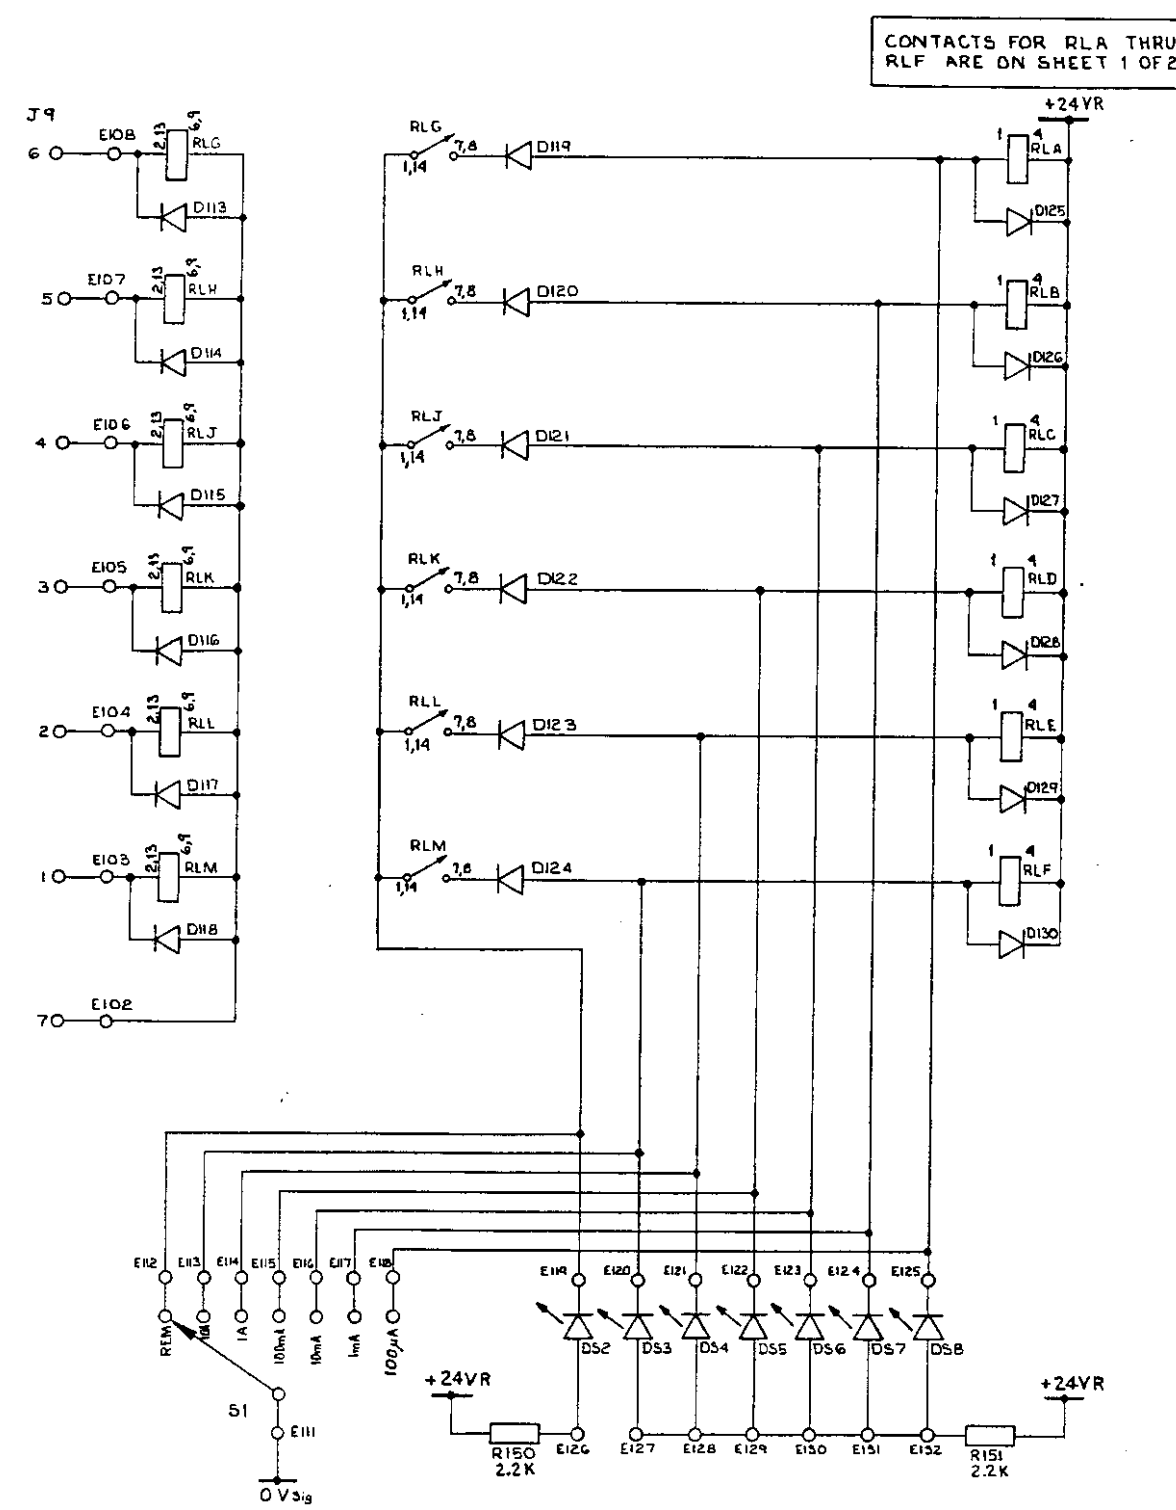 CONTACTS FOR RLA THRU
RLF ARE ON SHEET 1 OF 2
+24VR
J9
6 E108 2,13 6,9 RLG
D113
RLG 1,14 7,8 D119
1 4 RLA
D125
5 E107 2,13 6,9 RLH
D114
RLH 1,14 7,8 D120
1 4 RLB
D126
4 E106 2,13 6,9 RLJ
D115
RLJ 1,14 7,8 D121
1 4 RLC
D127
3 E105 2,13 6,9 RLK
D116
RLK 1,14 7,8 D122
1 4 RLD
D128
2 E104 2,13 6,9 RLL
D117
RLL 1,14 7,8 D123
1 4 RLE
D129
1 E103 2,13 6,9 RLM
D118
RLM 1,14 7,8 D124
1 4 RLF
D130
7 E102
E112 E113 E114 E115 E116 E117 E118
REM 10A 1A 100mA 10mA 1mA 100µA
E119 E120 E121 E122 E123 E124 E125
DS2 DS3 DS4 DS5 DS6 DS7 DS8
S1
E111
0 V sig
+24VR
R150
2.2K
E126 E127 E128 E129 E130 E131 E132
+24VR
R151
2.2K